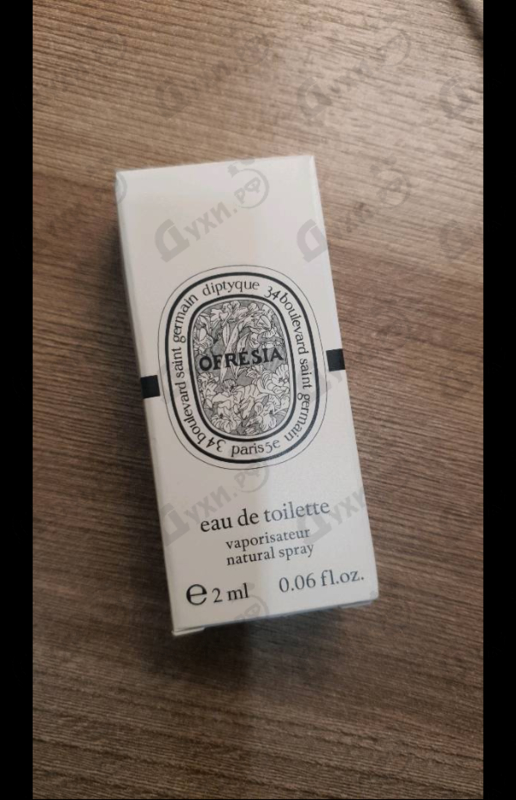 diptyque 34 boulevard saint germain paris5e 34 boulevard saint germain
OFRÉSIA
eau de toilette
vaporisateur
natural spray
e 2 ml 0.06 fl.oz.
Духи.рф